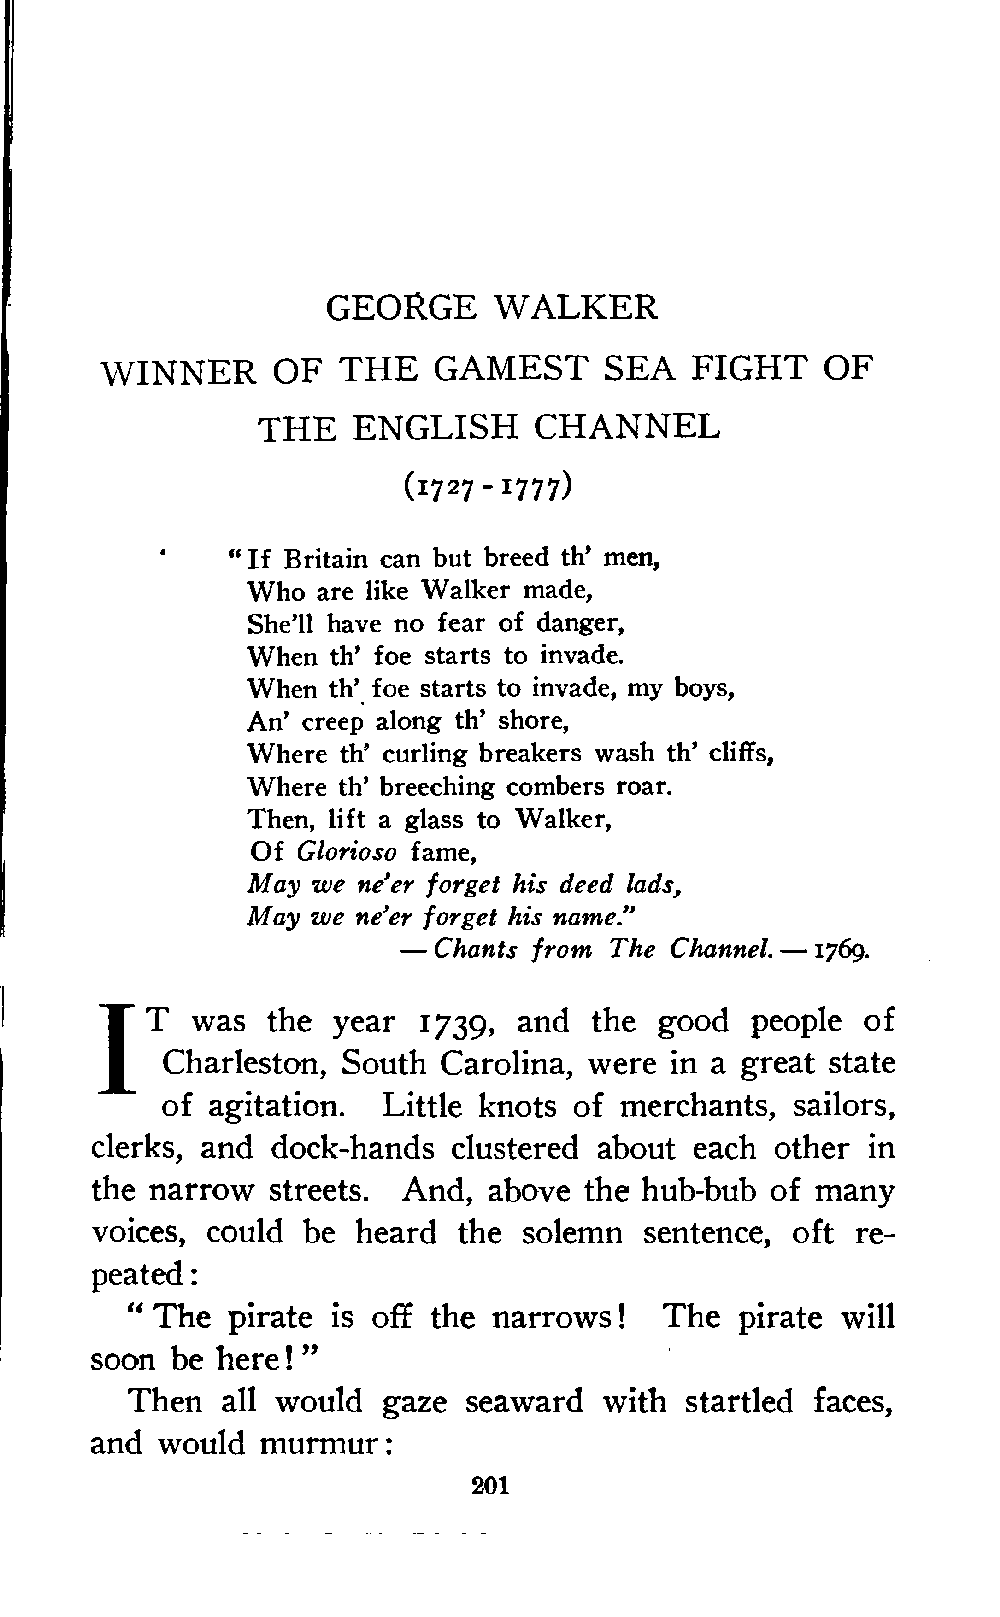 GEORGE WALKER
WINNER OF THE GAMEST SEA FIGHT OF
THE ENGLISH CHANNEL
(1727-1777)
"If Britain can but breed th' men,
Who are like Walker made,
She'll have no fear of danger,
When th' foe starts to invade.
When th' foe starts to invade, my boys,
An' creep along th' shore,
Where th' curling breakers wash th' cliffs,
Where th' breeching combers roar.
Then, lift a glass to Walker,
Of Glorioso fame,
May we ne'er forget his deed lads,
May we ne'er forget his name."
— Chants from The Channel. — 1769.
IT was the year 1739, and the good people of
Charleston, South Carolina, were in a great state
of agitation. Little knots of merchants, sailors,
clerks, and dock-hands clustered about each other in
the narrow streets. And, above the hub-bub of many
voices, could be heard the solemn sentence, oft re-
peated:
"The pirate is off the narrows! The pirate will
soon be here!"
Then all would gaze seaward with startled faces,
and would murmur:
201